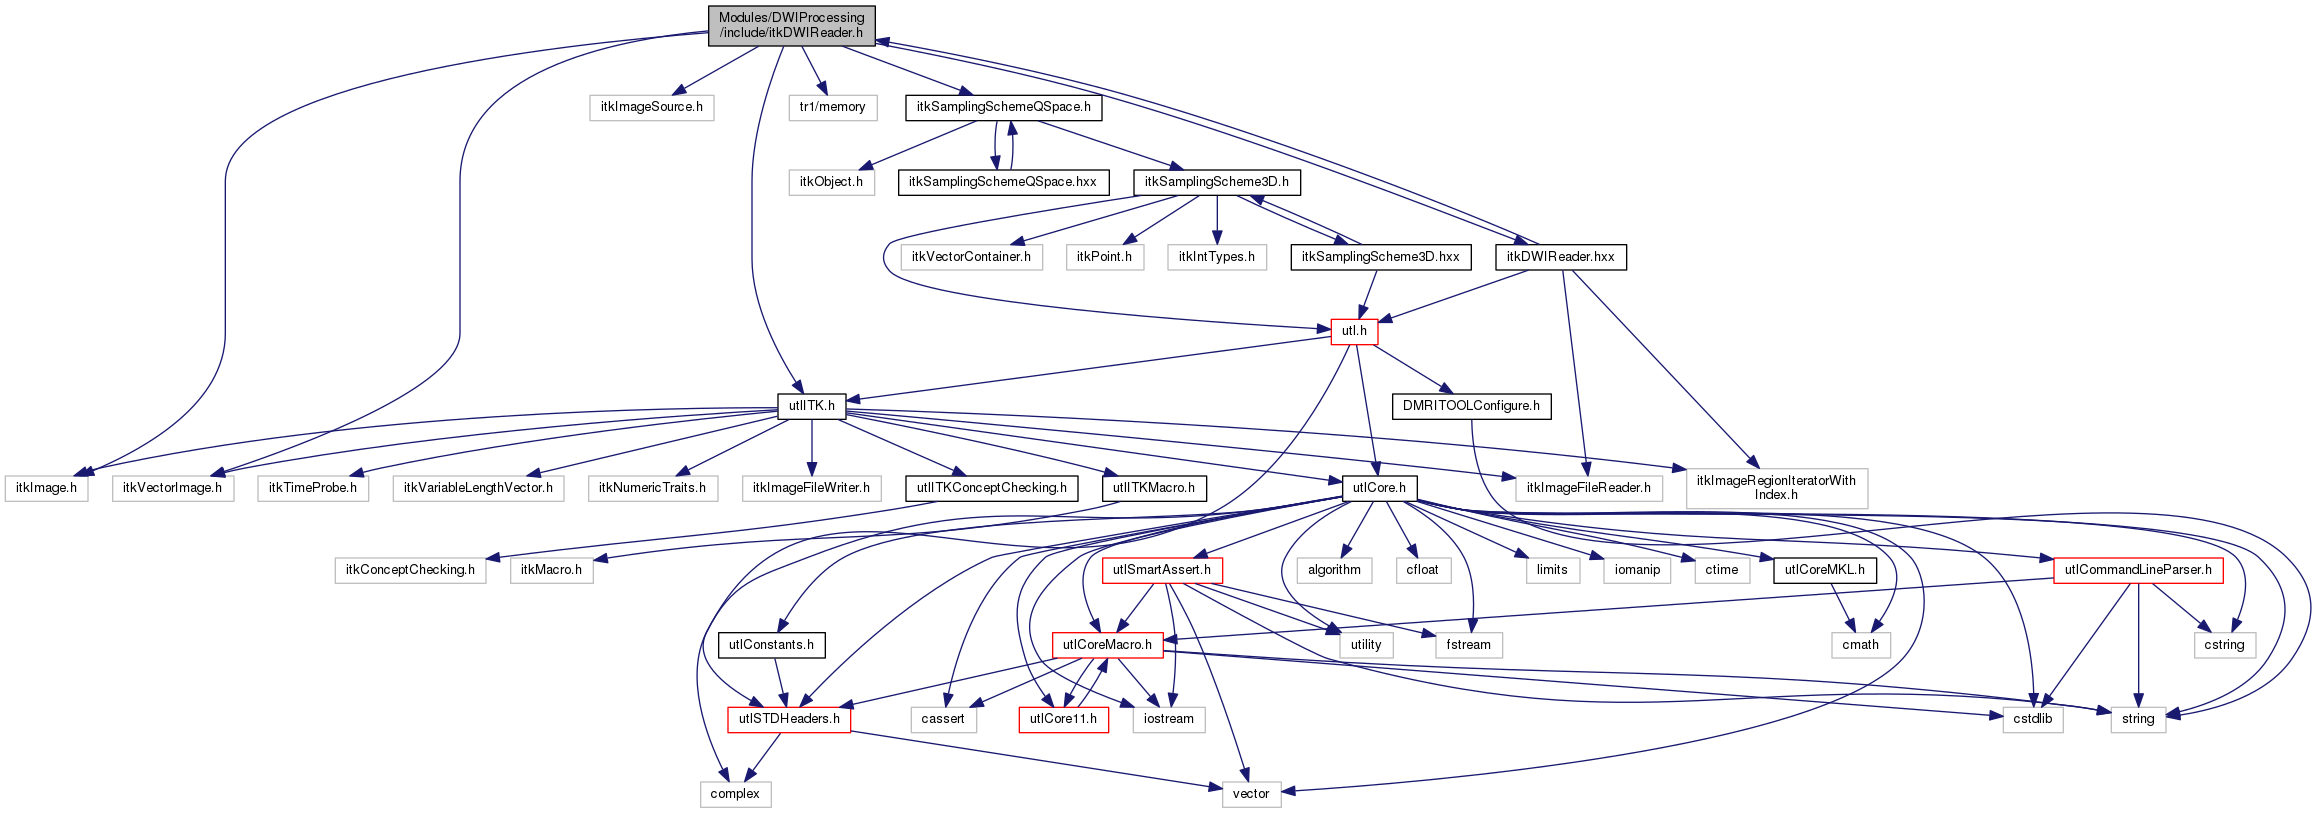 Modules/DWIProcessing
/include/itkDWIReader.h
itkImageSource.h
tr1/memory
itkSamplingSchemeQSpace.h
itkObject.h
itkSamplingSchemeQSpace.hxx
itkSamplingScheme3D.h
itkVectorContainer.h
itkPoint.h
itkIntTypes.h
itkSamplingScheme3D.hxx
itkDWIReader.hxx
utl.h
utlITK.h
DMRITOOLConfigure.h
itkImage.h
itkVectorImage.h
itkTimeProbe.h
itkVariableLengthVector.h
itkNumericTraits.h
itkImageFileWriter.h
utlITKConceptChecking.h
utlITKMacro.h
utlCore.h
itkImageFileReader.h
itkImageRegionIteratorWith
Index.h
itkConceptChecking.h
itkMacro.h
utlSmartAssert.h
algorithm
cfloat
limits
iomanip
ctime
utlCoreMKL.h
utlCommandLineParser.h
utlConstants.h
utlCoreMacro.h
utility
fstream
cmath
cstring
utlSTDHeaders.h
cassert
utlCore11.h
iostream
cstdlib
string
complex
vector